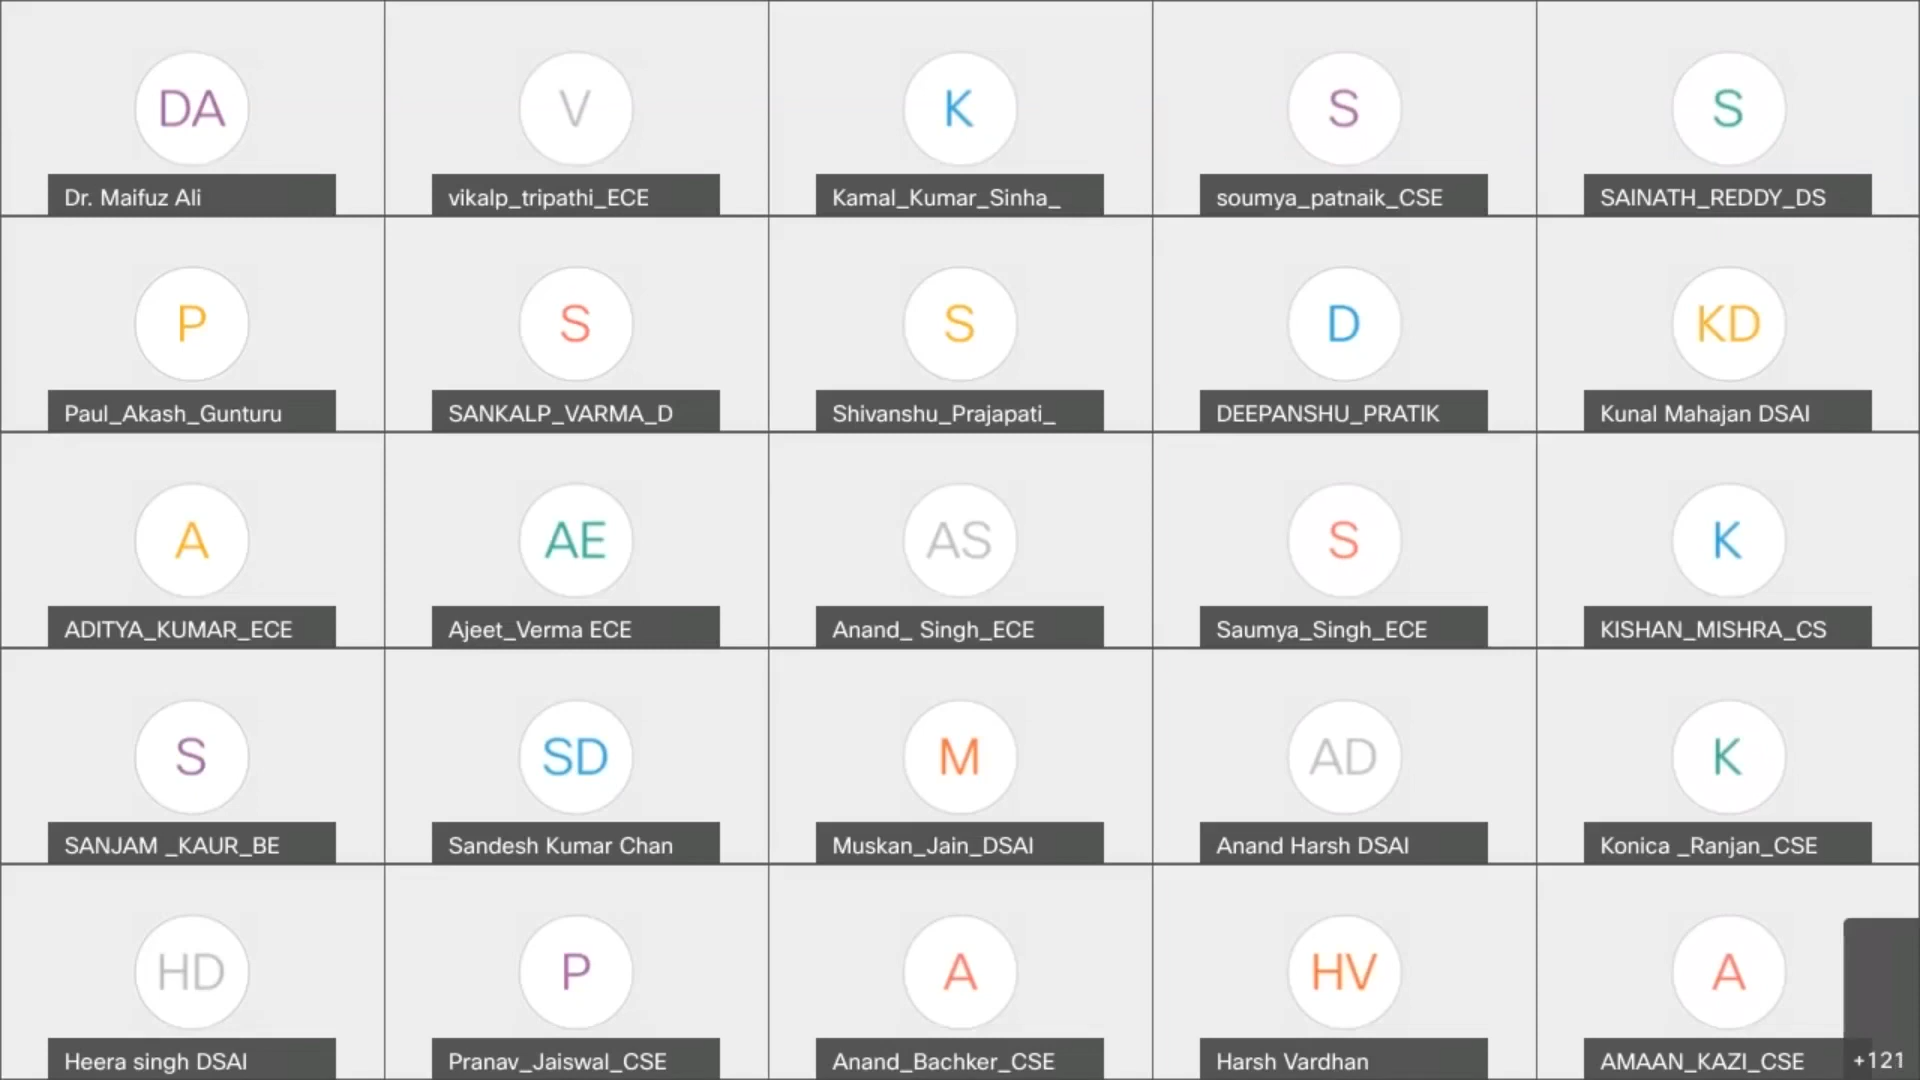 DA
Dr. Maifuz Ali
V
vikalp_tripathi_ECE
K
Kamal_Kumar_Sinha_
S
soumya_patnaik_CSE
S
SAINATH_REDDY_DS
P
Paul_Akash_Gunturu
S
SANKALP_VARMA_D
S
Shivanshu_Prajapati_
D
DEEPANSHU_PRATIK
KD
Kunal Mahajan DSAI
A
ADITYA_KUMAR_ECE
AE
Ajeet_Verma ECE
AS
Anand_ Singh_ECE
S
Saumya_Singh_ECE
K
KISHAN_MISHRA_CS
S
SANJAM _KAUR_BE
SD
Sandesh Kumar Chan
M
Muskan_Jain_DSAI
AD
Anand Harsh DSAI
K
Konica _Ranjan_CSE
HD
Heera singh DSAI
P
Pranav_Jaiswal_CSE
A
Anand_Bachker_CSE
HV
Harsh Vardhan
A
AMAAN_KAZI_CSE
+121